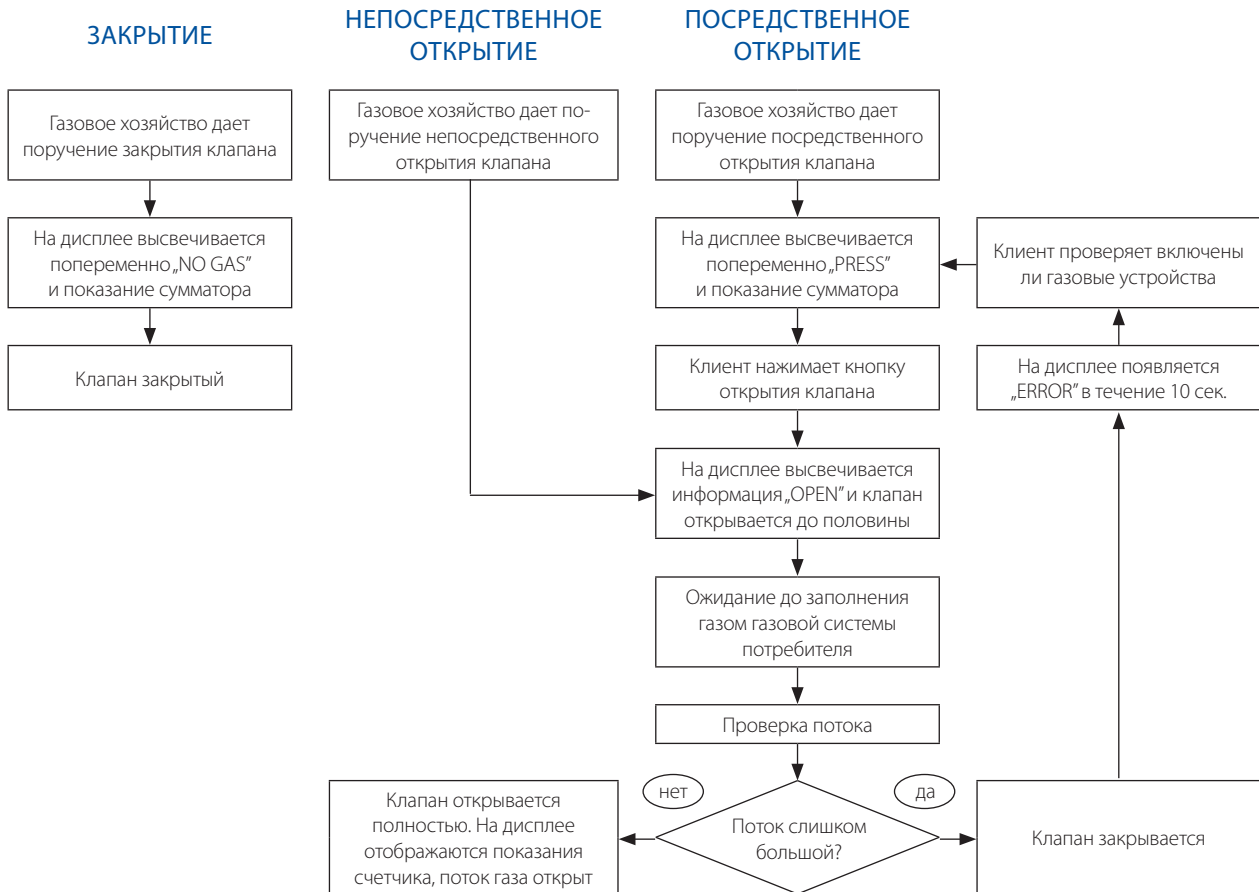 ЗАКРЫТИЕ
НЕПОСРЕДСТВЕННОЕ
ОТКРЫТИЕ
ПОСРЕДСТВЕННОЕ
ОТКРЫТИЕ
Газовое хозяйство дает
поручение закрытия клапана
Газовое хозяйство дает по-
ручение непосредственного
открытия клапана
Газовое хозяйство дает
поручение посредственного
открытия клапана
На дисплее высвечивается
попеременно „NO GAS”
и показание сумматора
На дисплее высвечивается
попеременно „PRESS”
и показание сумматора
Клиент проверяет включены
ли газовые устройства
Клапан закрытый
Клиент нажимает кнопку
открытия клапана
На дисплее появляется
„ERROR” в течение 10 сек.
На дисплее высвечивается
информация „OPEN” и клапан
открывается до половины
Ожидание до заполнения
газом газовой системы
потребителя
Проверка потока
нет
да
Клапан открывается
полностью. На дисплее
отображаются показания
счетчика, поток газа открыт
Поток слишком
большой?
Клапан закрывается